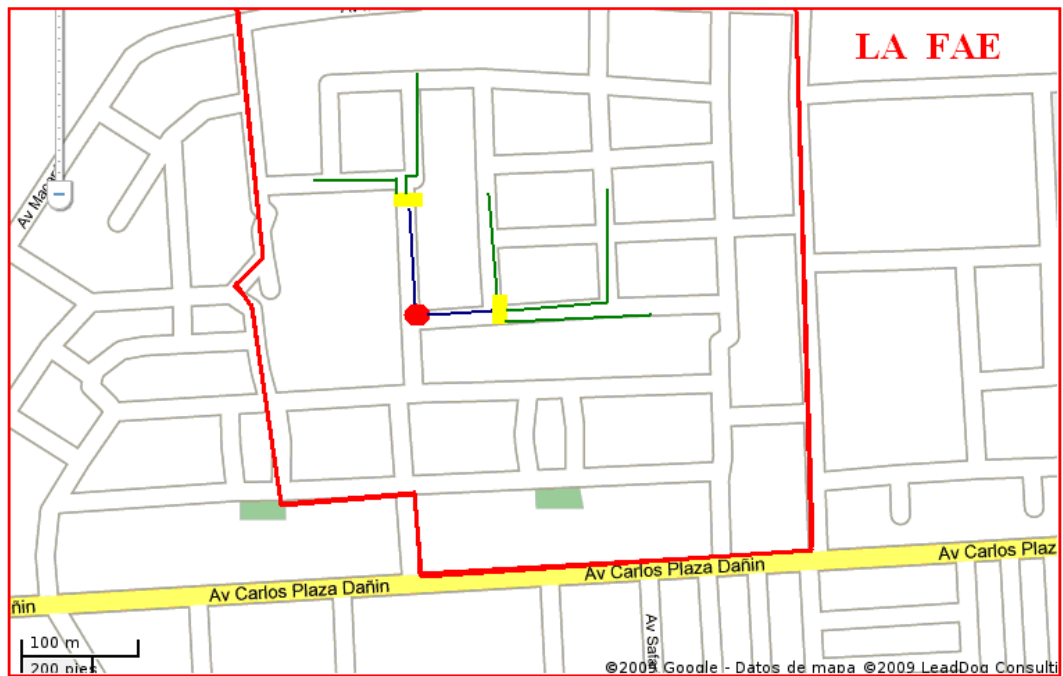 LA FAE
Av Carlos Plaza Dañin
Av Carlos Plaza Dañin
Av Carlos Plaz
ñin
100 m
200 pies
©2009 Google - Datos de mapa ©2009 LeadDog Consulti